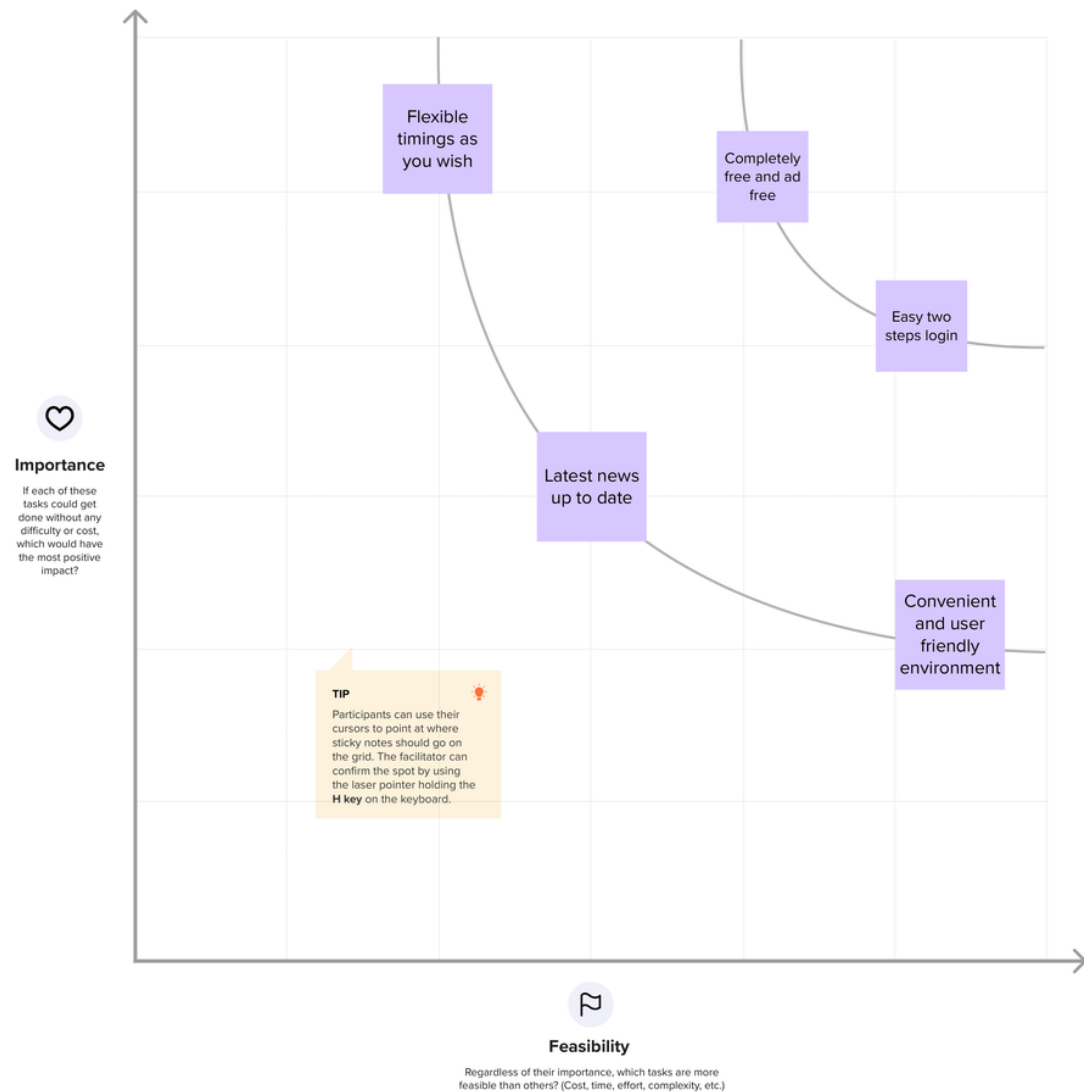 Flexible
timings as
you wish
Completely
free and ad
free
Easy two
steps login
Latest news
up to date
Convenient
and user
friendly
environment
Importance
If each of these
tasks could get
done without any
difficulty or cost,
which would have
the most positive
impact?
TIP
Participants can use their
cursors to point at where
sticky notes should go on
the grid. The facilitator can
confirm the spot by using
the laser pointer holding the
H key on the keyboard.
Feasibility
Regardless of their importance, which tasks are more
feasible than others? (Cost, time, effort, complexity, etc.)